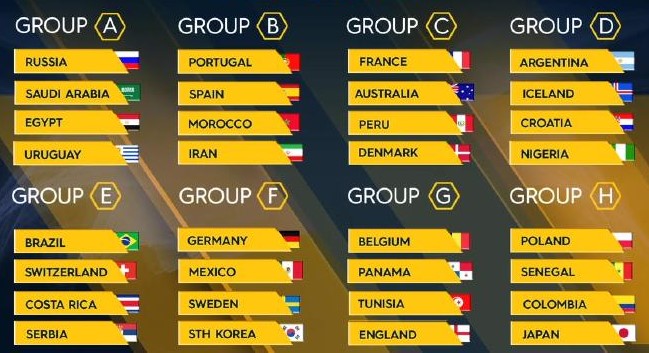 GROUP A
RUSSIA
SAUDI ARABIA
EGYPT
URUGUAY
GROUP B
PORTUGAL
SPAIN
MOROCCO
IRAN
GROUP C
FRANCE
AUSTRALIA
PERU
DENMARK
GROUP D
ARGENTINA
ICELAND
CROATIA
NIGERIA
GROUP E
BRAZIL
SWITZERLAND
COSTA RICA
SERBIA
GROUP F
GERMANY
MEXICO
SWEDEN
STH KOREA
GROUP G
BELGIUM
PANAMA
TUNISIA
ENGLAND
GROUP H
POLAND
SENEGAL
COLOMBIA
JAPAN